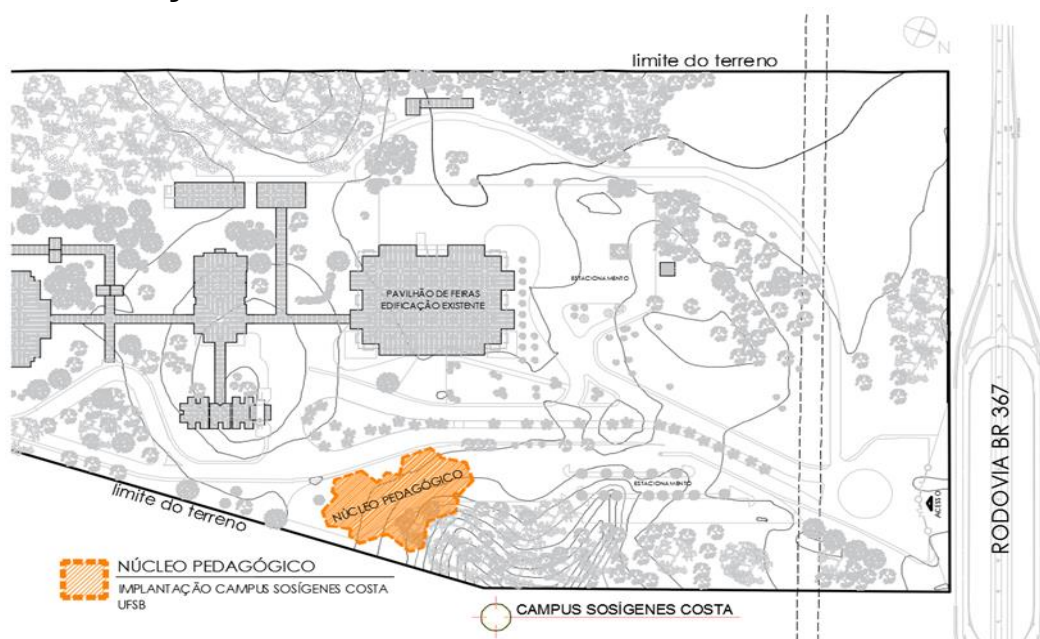 N
limite do terreno
PAVILHÃO DE FEIRAS
EDIFICAÇÃO EXISTENTE
ESTACIONAMENTO
NÚCLEO PEDAGÓGICO
ESTACIONAMENTO
ACESSO
RODOVIA BR 367
limite do terreno
NÚCLEO PEDAGÓGICO
IMPLANTAÇÃO CAMPUS SOSÍGENES COSTA
UFSB
CAMPUS SOSÍGENES COSTA